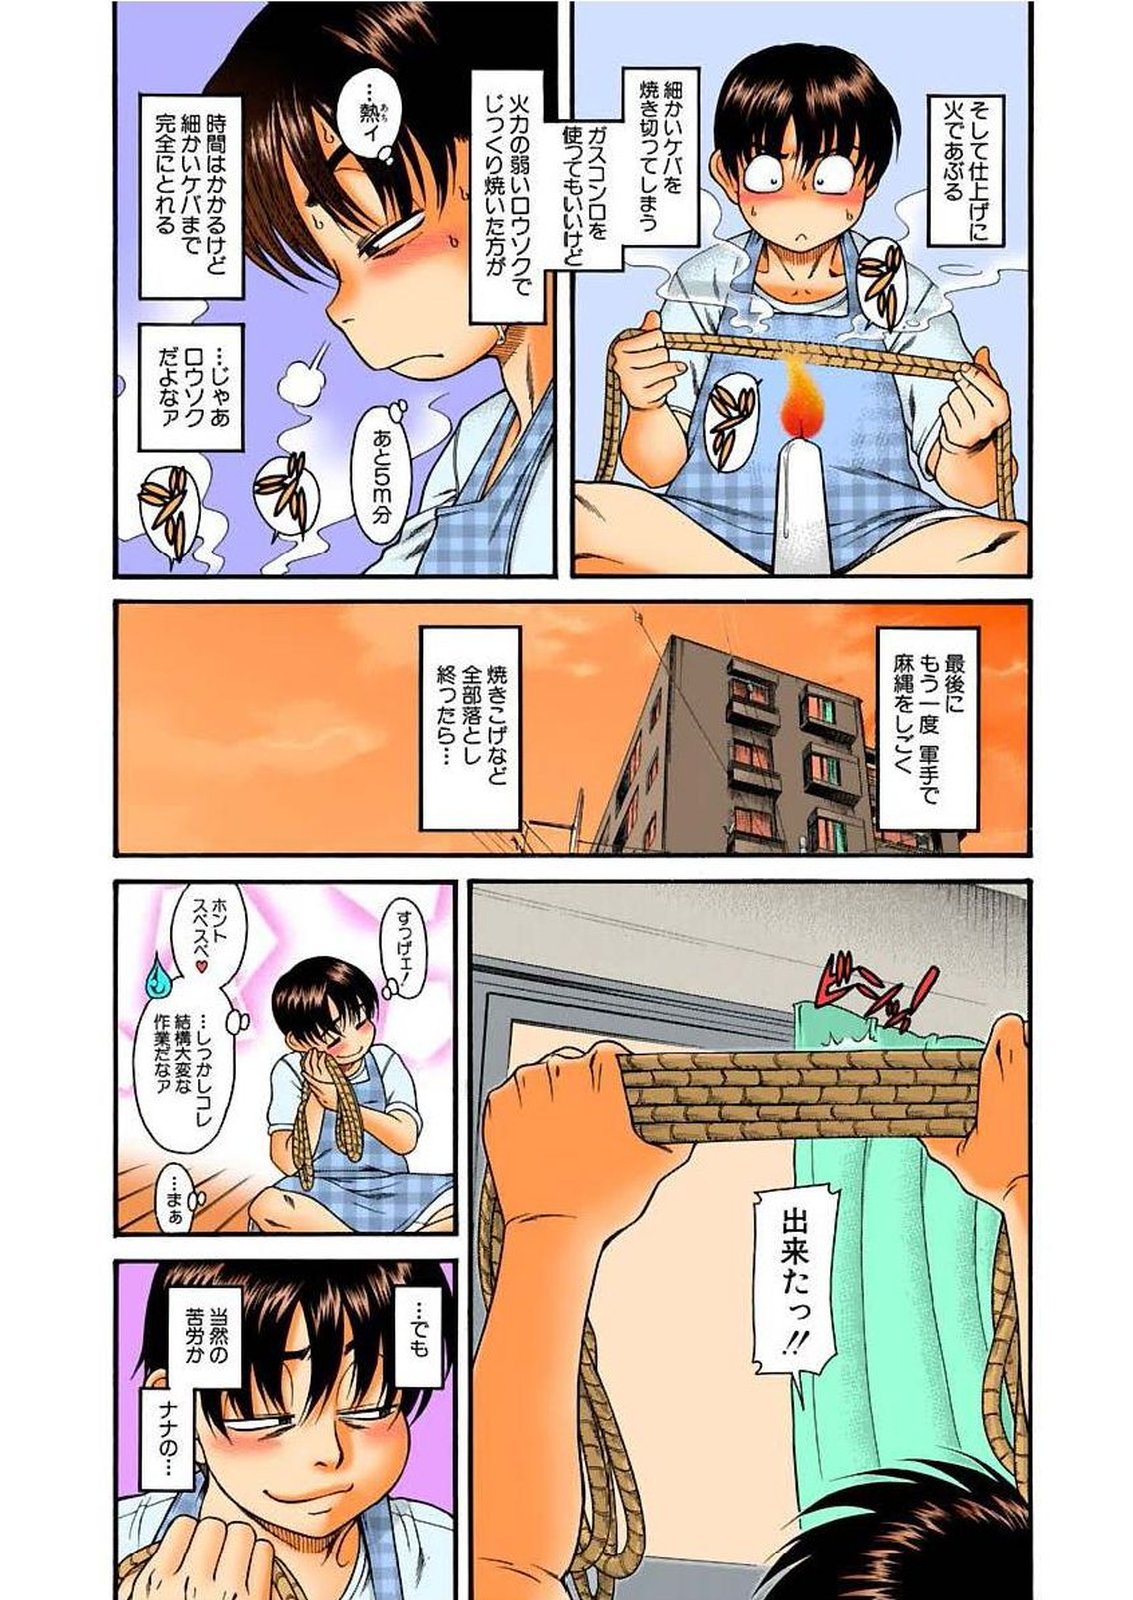 そして仕上げに
火であぶる
細かいケバを
焼き切ってしまう
ガスコンロを
使ってもいいけど
火力の弱いロウソクで
じっくり焼いた方が
…熱ィ
あち
時間はかかるけど
細かいケバまで
完全にとれる
…じゃあ
ロウソク
だよなァ
あと5m分
最後に
もう一度 軍手で
麻縄をしごく
焼きこげなど
全部落とし
終ったら…
ビンッ!
出来たっ!!
すっげエ!
ホント
スベスベ♥
…しっかしコレ
結構大変な
作業だなァ
…まぁ
…でも
当然の
苦労か
ナナの…